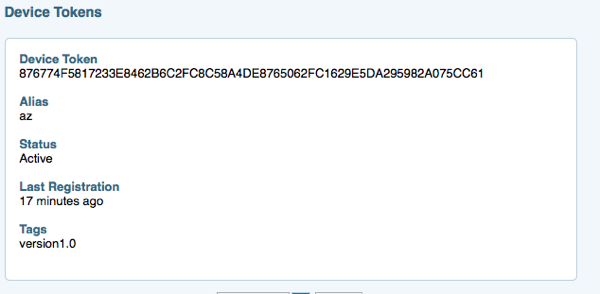 Device Tokens
Device Token
876774F5817233E8462B6C2FC8C58A4DE8765062FC1629E5DA295982A075CC61
Alias
az
Status
Active
Last Registration
17 minutes ago
Tags
version1.0